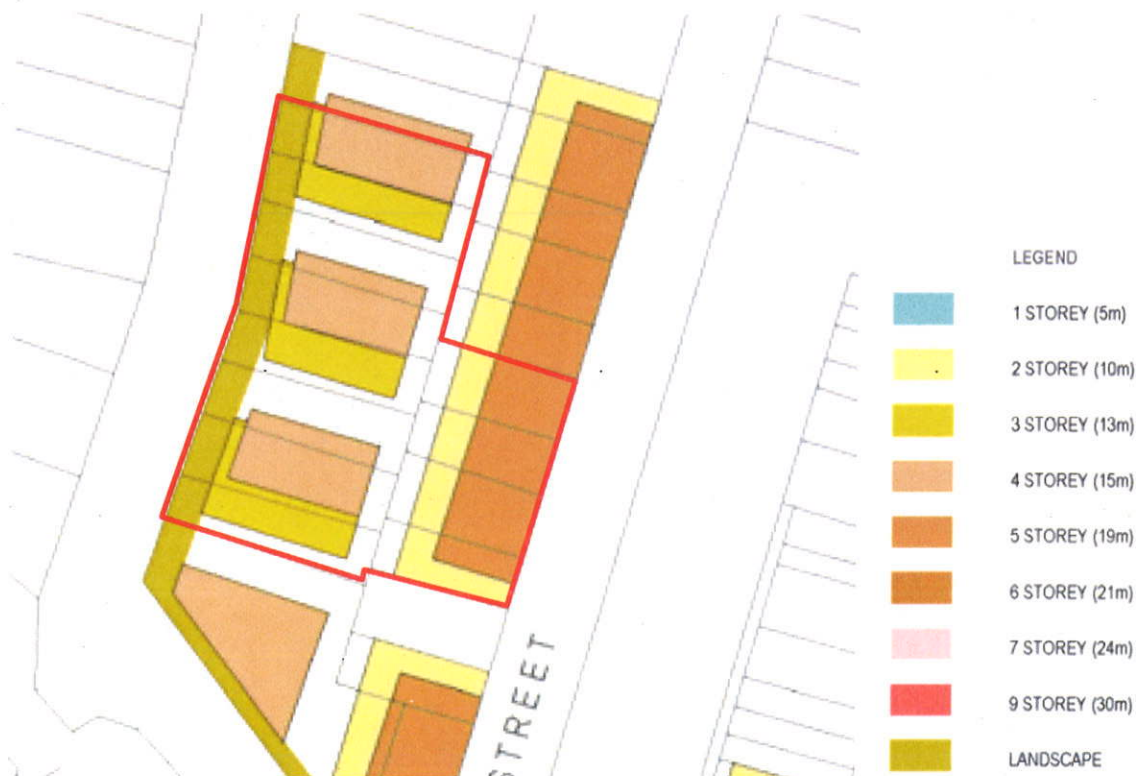 STREET
LEGEND
1 STOREY (5m)
2 STOREY (10m)
3 STOREY (13m)
4 STOREY (15m)
5 STOREY (19m)
6 STOREY (21m)
7 STOREY (24m)
9 STOREY (30m)
LANDSCAPE